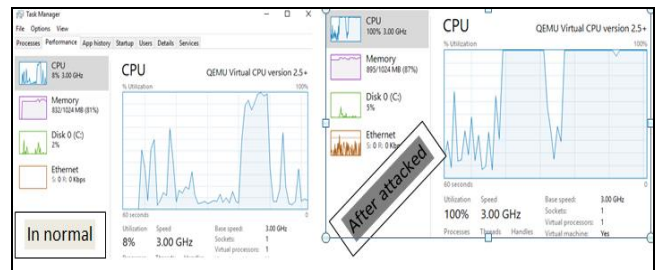 Task Manager
File Options View
Processes Performance App history Startup Users Details Services
CPU
8% 3.00 GHz
Memory
832/1024 MB (81%)
Disk 0 (C:)
2%
Ethernet
S: 0 R: 0 Kbps
CPU
QEMU Virtual CPU version 2.5+
% Utilization
100%
60 seconds
0
Utilization
Speed
8%
3.00 GHz
Base speed: 3.00 GHz
Sockets: 1
Virtual processors: 1
In normal
CPU
100% 3.00 GHz
Memory
895/1024 MB (87%)
Disk 0 (C:)
5%
Ethernet
S: 0 R: 0 Kbps
CPU
QEMU Virtual CPU version 2.5+
% Utilization
100%
60 seconds
0
Utilization
Speed
100%
3.00 GHz
Processes Threads Handles
Base speed: 3.00 GHz
Sockets: 1
Virtual processors: 1
Virtual machine: Yes
After attacked